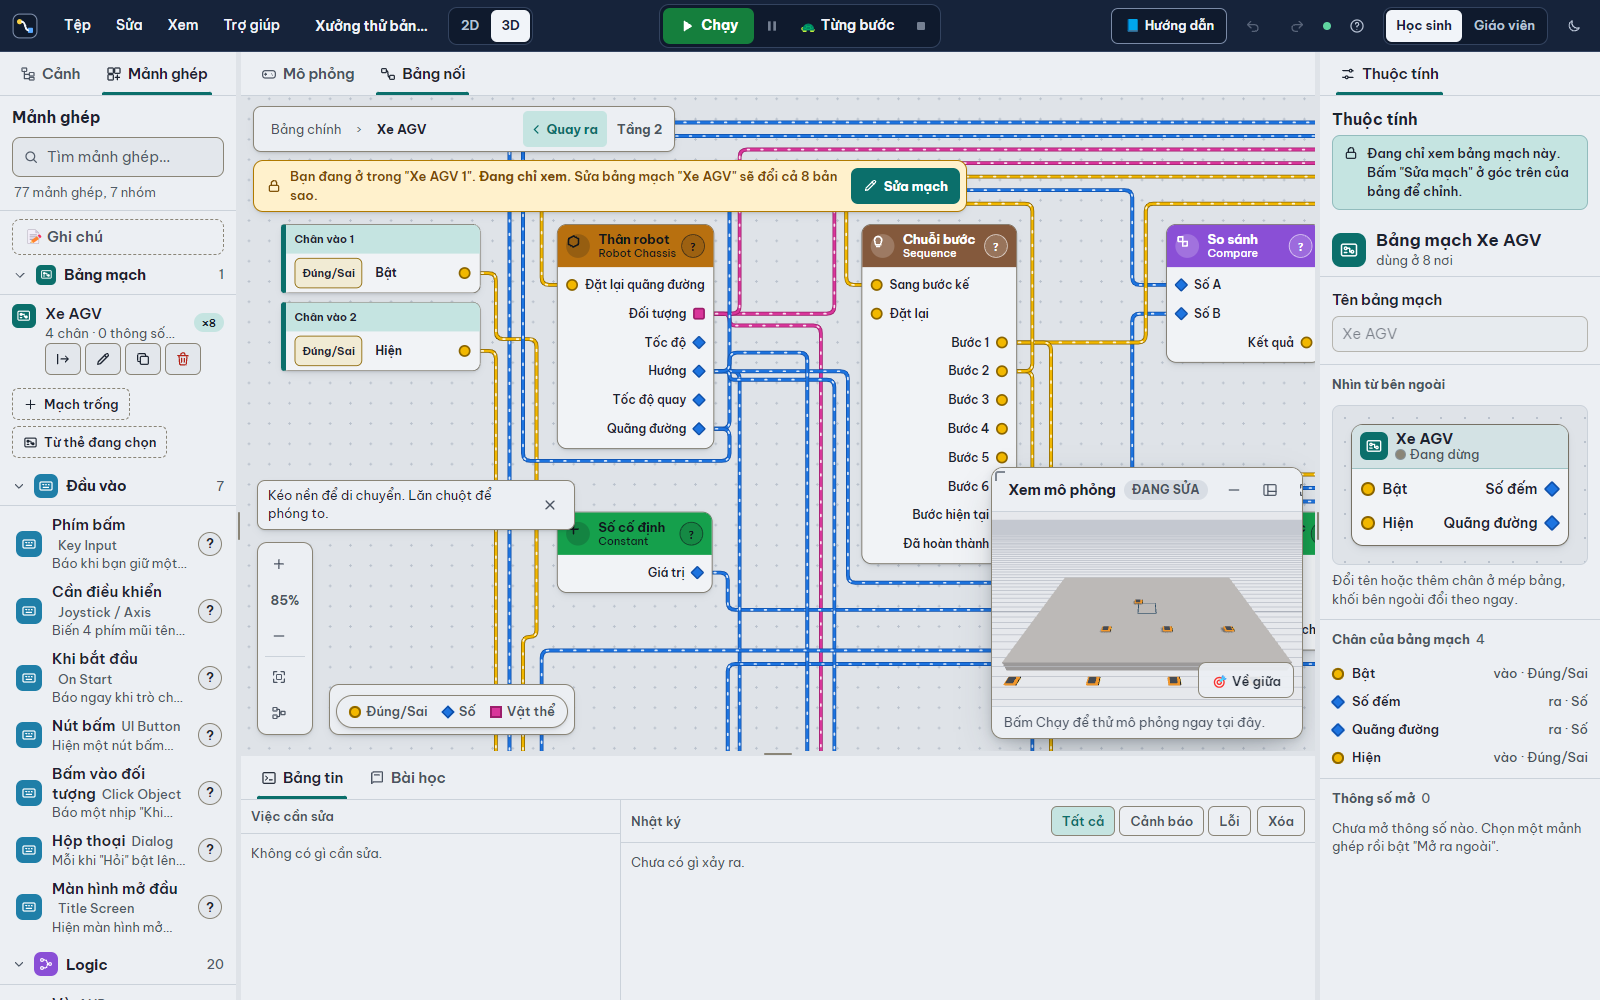 Tệp
Sửa
Xem
Trợ giúp
Xưởng thử bản...
2D
3D
Chạy
Từng bước
Hướng dẫn
Học sinh
Giáo viên
Cảnh
Mảnh ghép
Mảnh ghép
Tìm mảnh ghép...
77 mảnh ghép, 7 nhóm
Ghi chú
Bảng mạch
1
Xe AGV
4 chân · 0 thông số...
×8
Mạch trống
Từ thẻ đang chọn
Đầu vào
7
Phím bấm
Key Input
Báo khi bạn giữ một...
?
Cần điều khiển
Joystick / Axis
Biến 4 phím mũi tên...
?
Khi bắt đầu
On Start
Báo ngay khi trò ch...
?
Nút bấm UI Button
Hiện một nút bấm...
?
Bấm vào đối
tượng Click Object
Báo một nhịp "Khi...
?
Hộp thoại Dialog
Mỗi khi "Hỏi" bật lên...
?
Màn hình mở đầu
Title Screen
Hiện màn hình mở...
?
Logic
20
Mô phỏng
Bảng nối
Bảng chính
Xe AGV
Quay ra
Tầng 2
Bạn đang ở trong "Xe AGV 1". Đang chỉ xem. Sửa bảng mạch "Xe AGV" sẽ đổi cả 8 bản
sao.
Sửa mạch
Chân vào 1
Đúng/Sai
Bật
Chân vào 2
Đúng/Sai
Hiện
Thân robot
Robot Chassis
?
Đặt lại quãng đường
Đối tượng
Tốc độ
Hướng
Tốc độ quay
Quãng đường
Chuỗi bước
Sequence
?
Sang bước kế
Đặt lại
Bước 1
Bước 2
Bước 3
Bước 4
Bước 5
Bước 6
Bước hiện tại
Đã hoàn thành
So sánh
Compare
?
Số A
Số B
Kết quả
Kéo nền để di chuyển. Lăn chuột để
phóng to.
Số cố định
Constant
?
Giá trị
85%
Đúng/Sai
Số
Vật thể
Xem mô phỏng
ĐANG SỬA
Về giữa
Bấm Chạy để thử mô phỏng ngay tại đây.
Bảng tin
Bài học
Việc cần sửa
Không có gì cần sửa.
Nhật ký
Tất cả
Cảnh báo
Lỗi
Xóa
Chưa có gì xảy ra.
Thuộc tính
Thuộc tính
Đang chỉ xem bảng mạch này.
Bấm "Sửa mạch" ở góc trên của
bảng để chỉnh.
Bảng mạch Xe AGV
dùng ở 8 nơi
Tên bảng mạch
Xe AGV
Nhìn từ bên ngoài
Xe AGV
Đang dừng
Bật
Số đếm
Hiện
Quãng đường
Đổi tên hoặc thêm chân ở mép bảng,
khối bên ngoài đổi theo ngay.
Chân của bảng mạch 4
Bật
vào · Đúng/Sai
Số đếm
ra · Số
Quãng đường
ra · Số
Hiện
vào · Đúng/Sai
Thông số mở 0
Chưa mở thông số nào. Chọn một mảnh
ghép rồi bật "Mở ra ngoài".